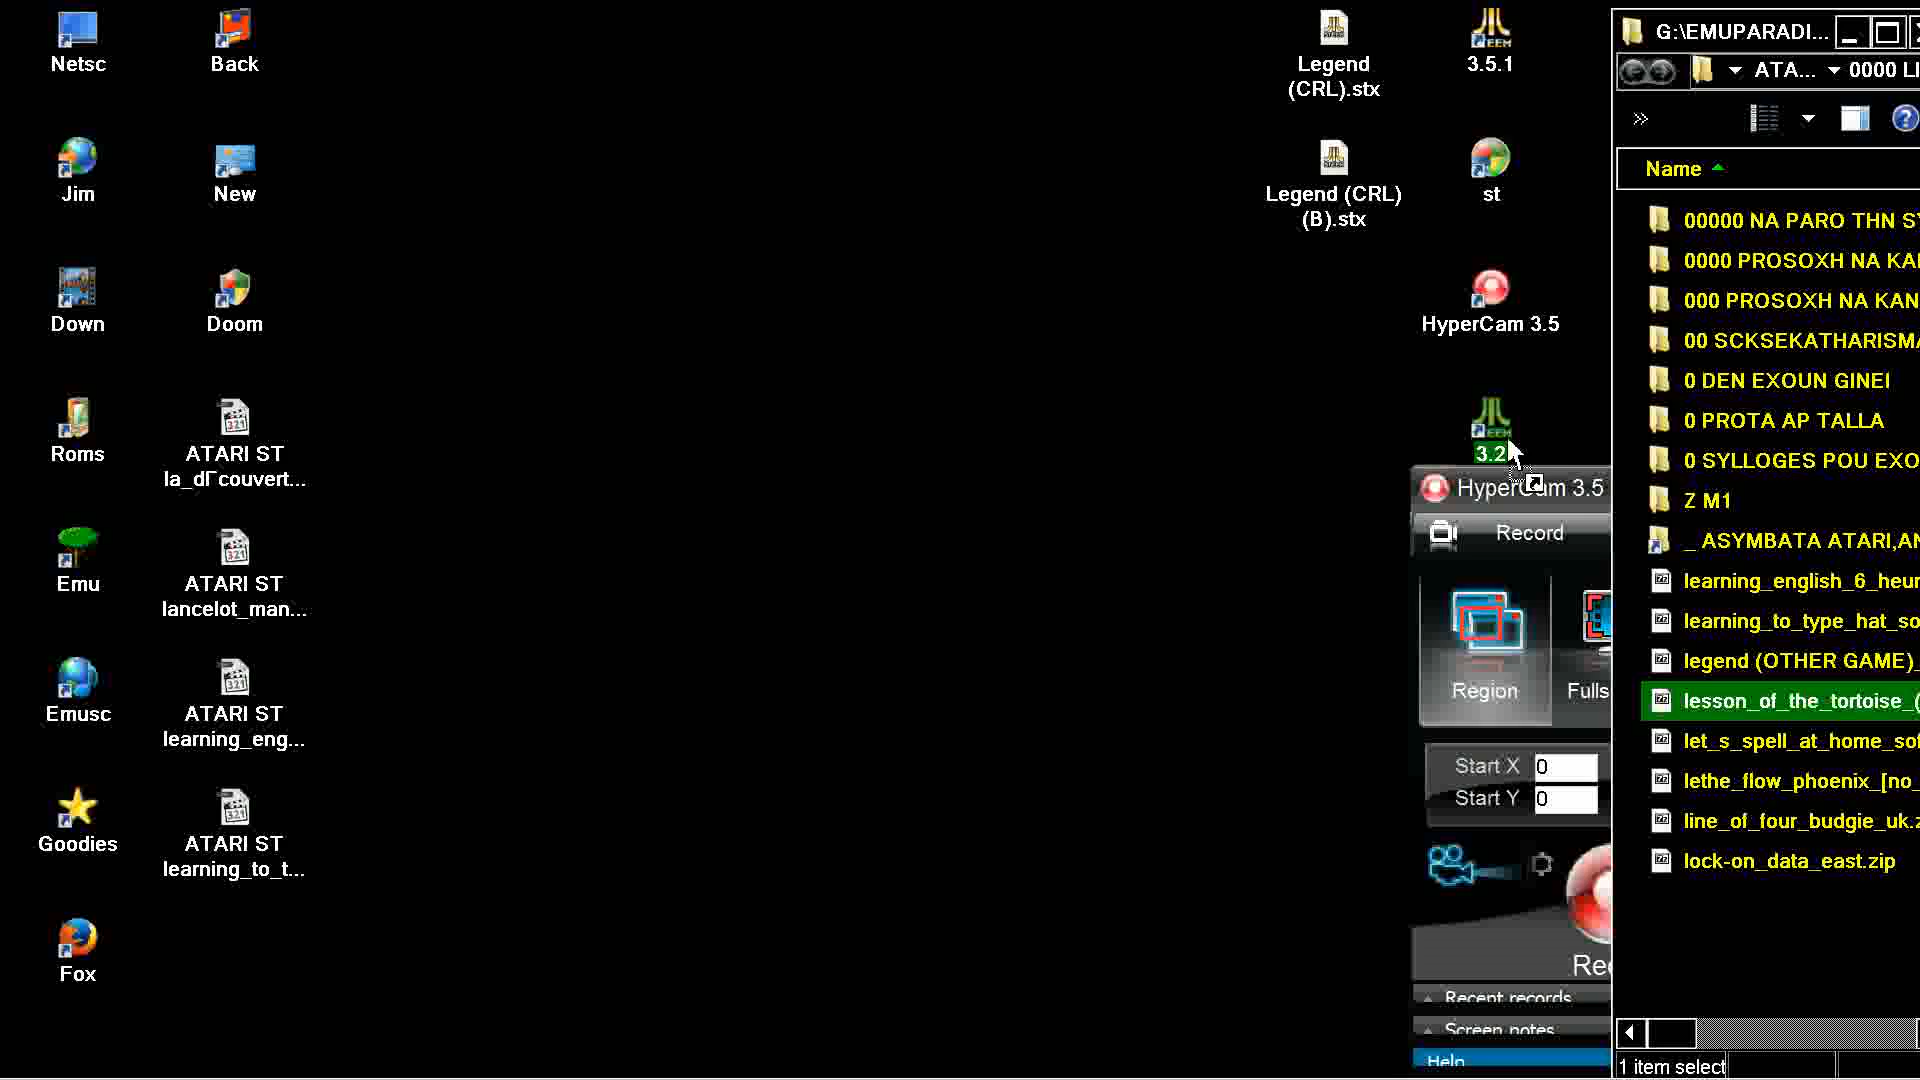 Netsc
Back
Jim
New
Down
Doom
Roms
ATARI ST
la_dΓcouvert...
Emu
ATARI ST
lancelot_man...
Emusc
ATARI ST
learning_eng...
Goodies
ATARI ST
learning_to_t...
Fox
Legend
(CRL).stx
3.5.1
Legend (CRL)
(B).stx
st
HyperCam 3.5
3.2
HyperCam 3.5
Record
Region
Fulls
Start X 0
Start Y 0
Rec
Recent records
Screen notes
Help
G:\EMUPARADI...
ATA... 0000 LI
Name
00000 NA PARO THN SY
0000 PROSOXH NA KAN
000 PROSOXH NA KAN
00 SCKSEKATHARISMA
0 DEN EXOUN GINEI
0 PROTA AP TALLA
0 SYLLOGES POU EXO
Z M1
_ ASYMBATA ATARI,AN
learning_english_6_heur
learning_to_type_hat_so
legend (OTHER GAME)_
lesson_of_the_tortoise_(
let_s_spell_at_home_sof
lethe_flow_phoenix_[no_
line_of_four_budgie_uk.z
lock-on_data_east.zip
1 item select